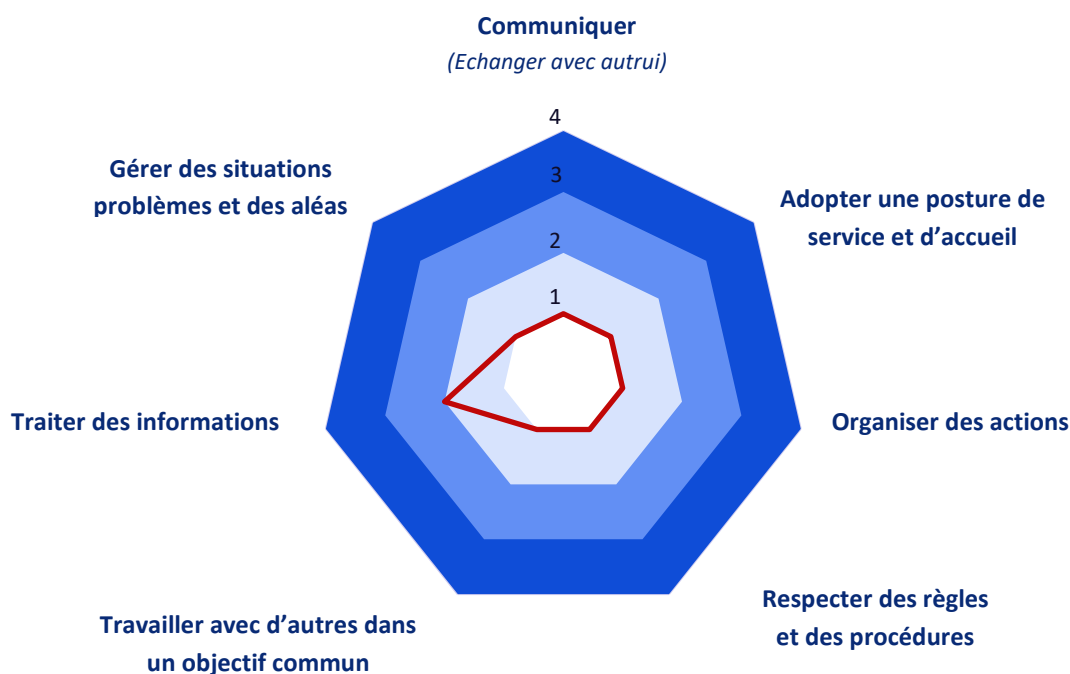 Communiquer
(Echanger avec autrui)
4
3
2
1
Adopter une posture de
service et d’accueil
Organiser des actions
Respecter des règles
et des procédures
Travailler avec d’autres dans
un objectif commun
Traiter des informations
Gérer des situations
problèmes et des aléas